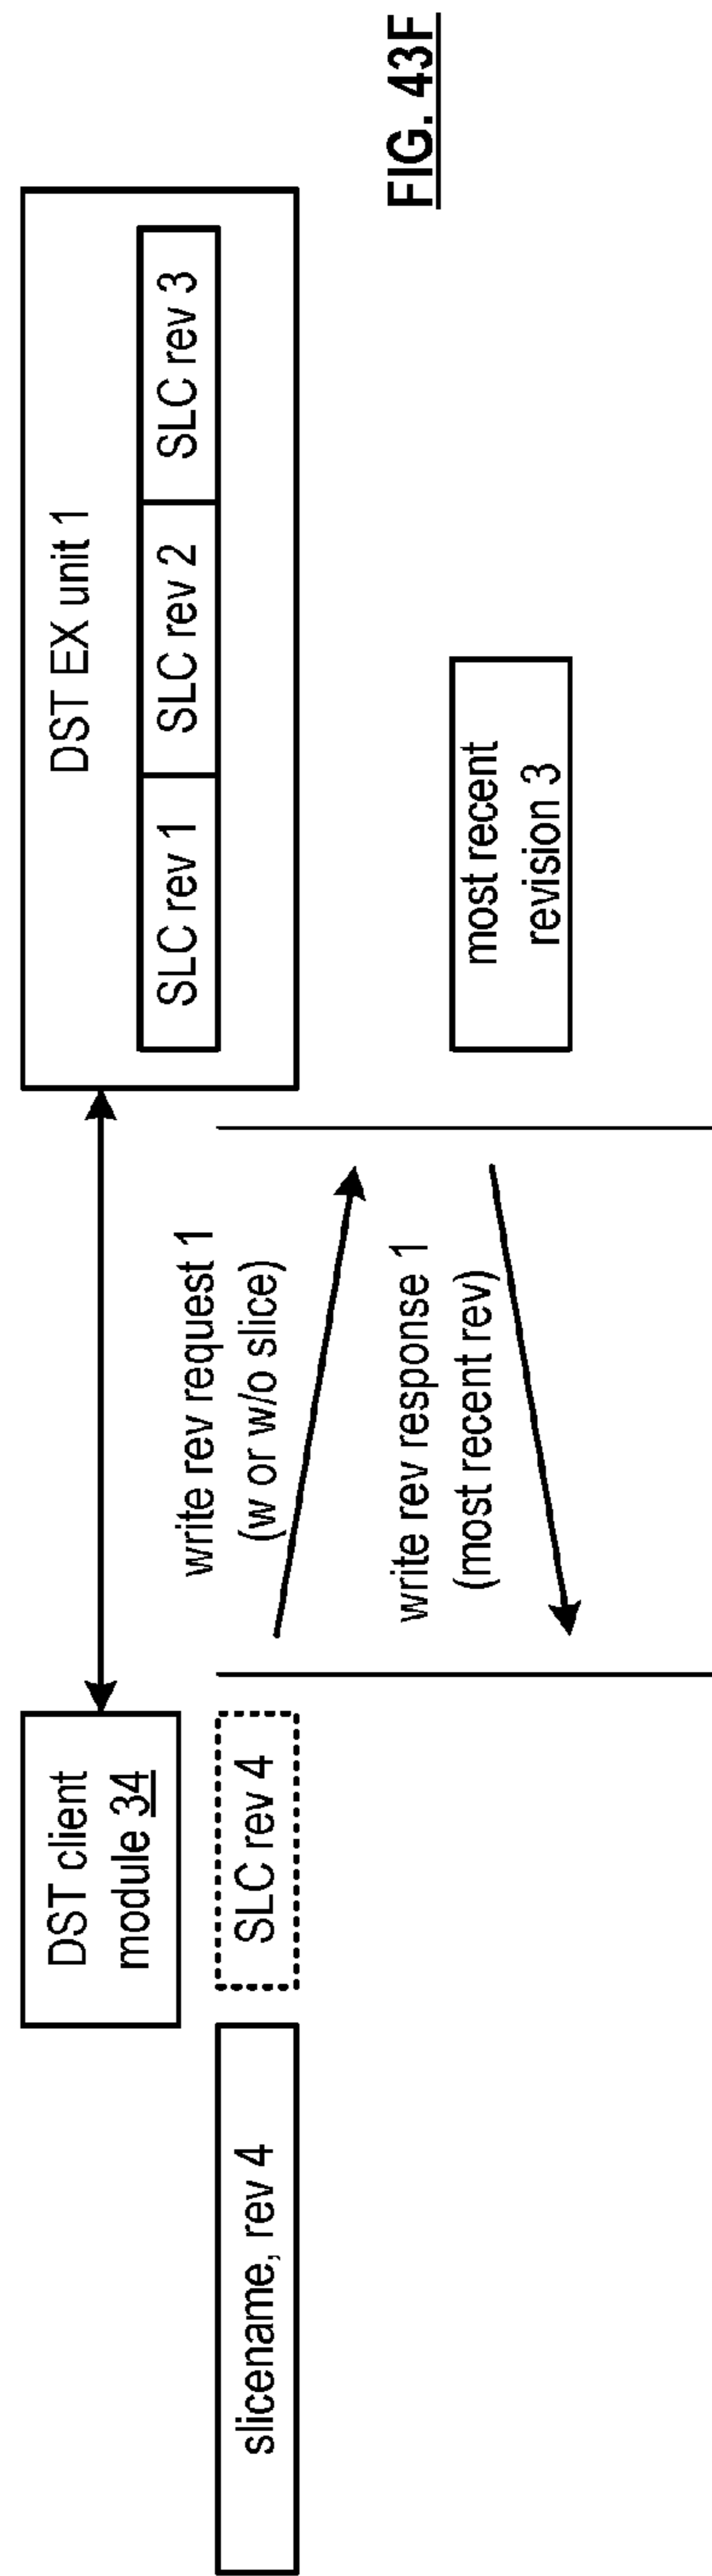 DST client
module 34
DST EX unit 1
slicename, rev 4
SLC rev 4
SLC rev 1
SLC rev 2
SLC rev 3
write rev request 1
(w or w/o slice)
write rev response 1
(most recent rev)
most recent
revision 3
FIG. 43F